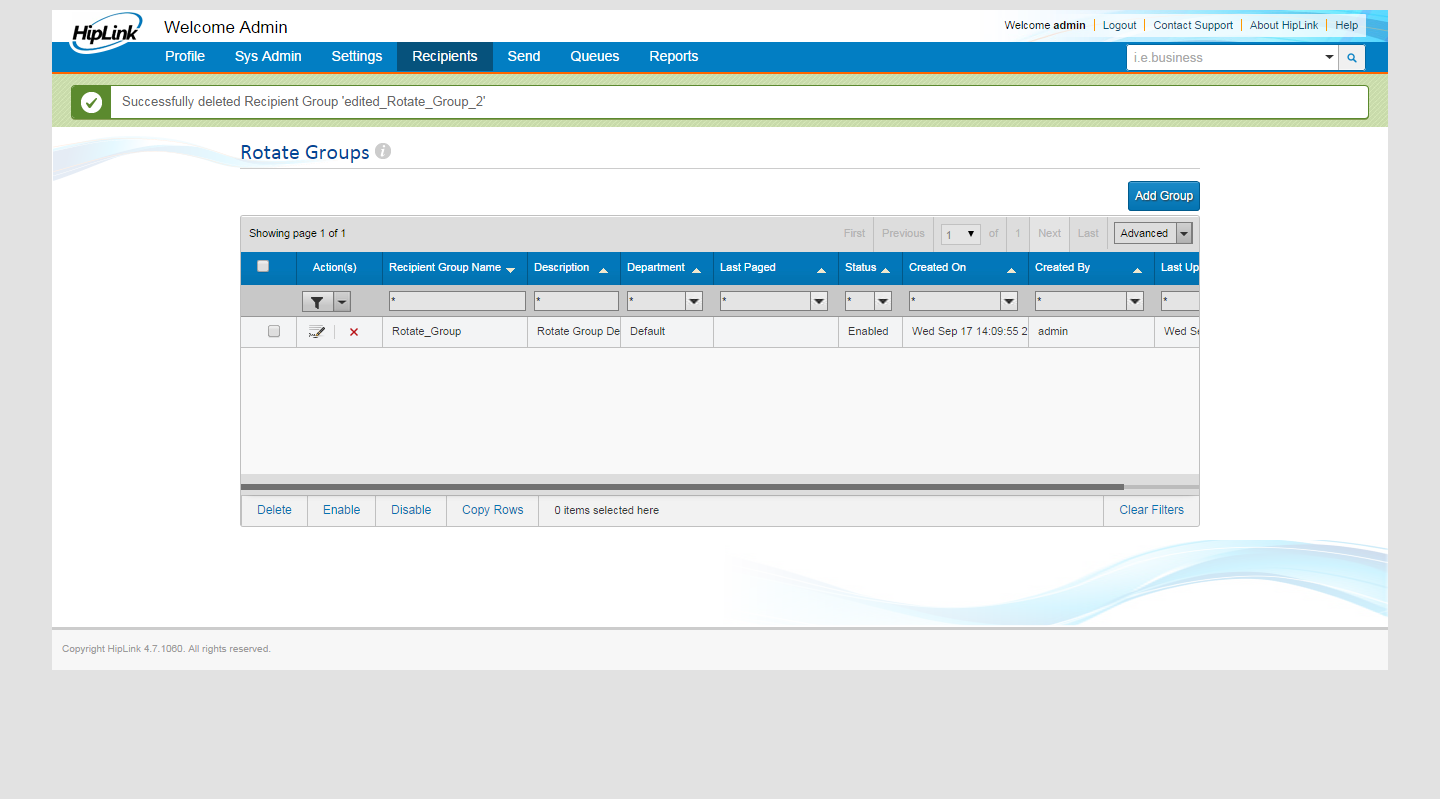 HipLink
Welcome Admin
Welcome admin Logout Contact Support About HipLink Help
Profile Sys Admin Settings Recipients Send Queues Reports i.e.business
Successfully deleted Recipient Group 'edited_Rotate_Group_2'
Rotate Groups
Add Group
Showing page 1 of 1 First Previous 1 of 1 Next Last Advanced
Action(s) Recipient Group Name Description Department Last Paged Status Created On Created By Last Up
* * * * * * * *
Rotate_Group Rotate Group De Default Enabled Wed Sep 17 14:09:55 2 admin Wed Se
Delete Enable Disable Copy Rows 0 items selected here Clear Filters
Copyright HipLink 4.7.1060. All rights reserved.